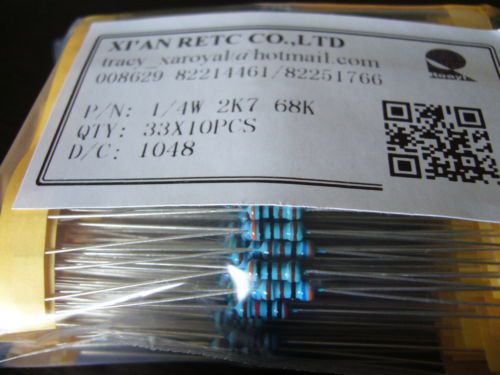 XI'AN RETC CO.,LTD
tracy_xaroyal@hotmail.com
008629 82214461/82251766
P/N: 1/4W 2K7 68K
QTY: 33X10PCS
D/C: 1048